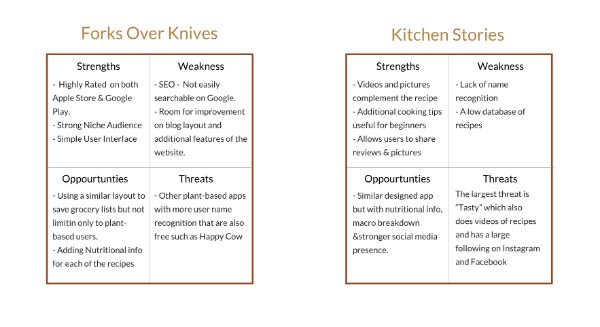 Forks Over Knives
Strengths
- Highly Rated on both
Apple Store & Google
Play.
- Strong Niche Audience
- Simple User Interface
Weakness
- SEO - Not easily
searchable on Google.
- Room for improvement
on blog layout and
additional features of the
website.
Oppourtunties
- Using a similar layout to
save grocery lists but not
limitin only to plant-
based users.
- Adding Nutritional info
for each of the recipes
Threats
- Other plant-based apps
with more user name
recognition that are also
free such as Happy Cow
Kitchen Stories
Strengths
- Videos and pictures
complement the recipe
- Additional cooking tips
useful for beginners
- Allows users to share
reviews & pictures
Weakness
- Lack of name
recognition
- A low database of
recipes
Oppourtunties
- Similar designed app
but with nutritional info,
macro breakdown
&stronger social media
presence.
Threats
The largest threat is
"Tasty" which also
does videos of recipes
and has a large
following on Instagram
and Facebook